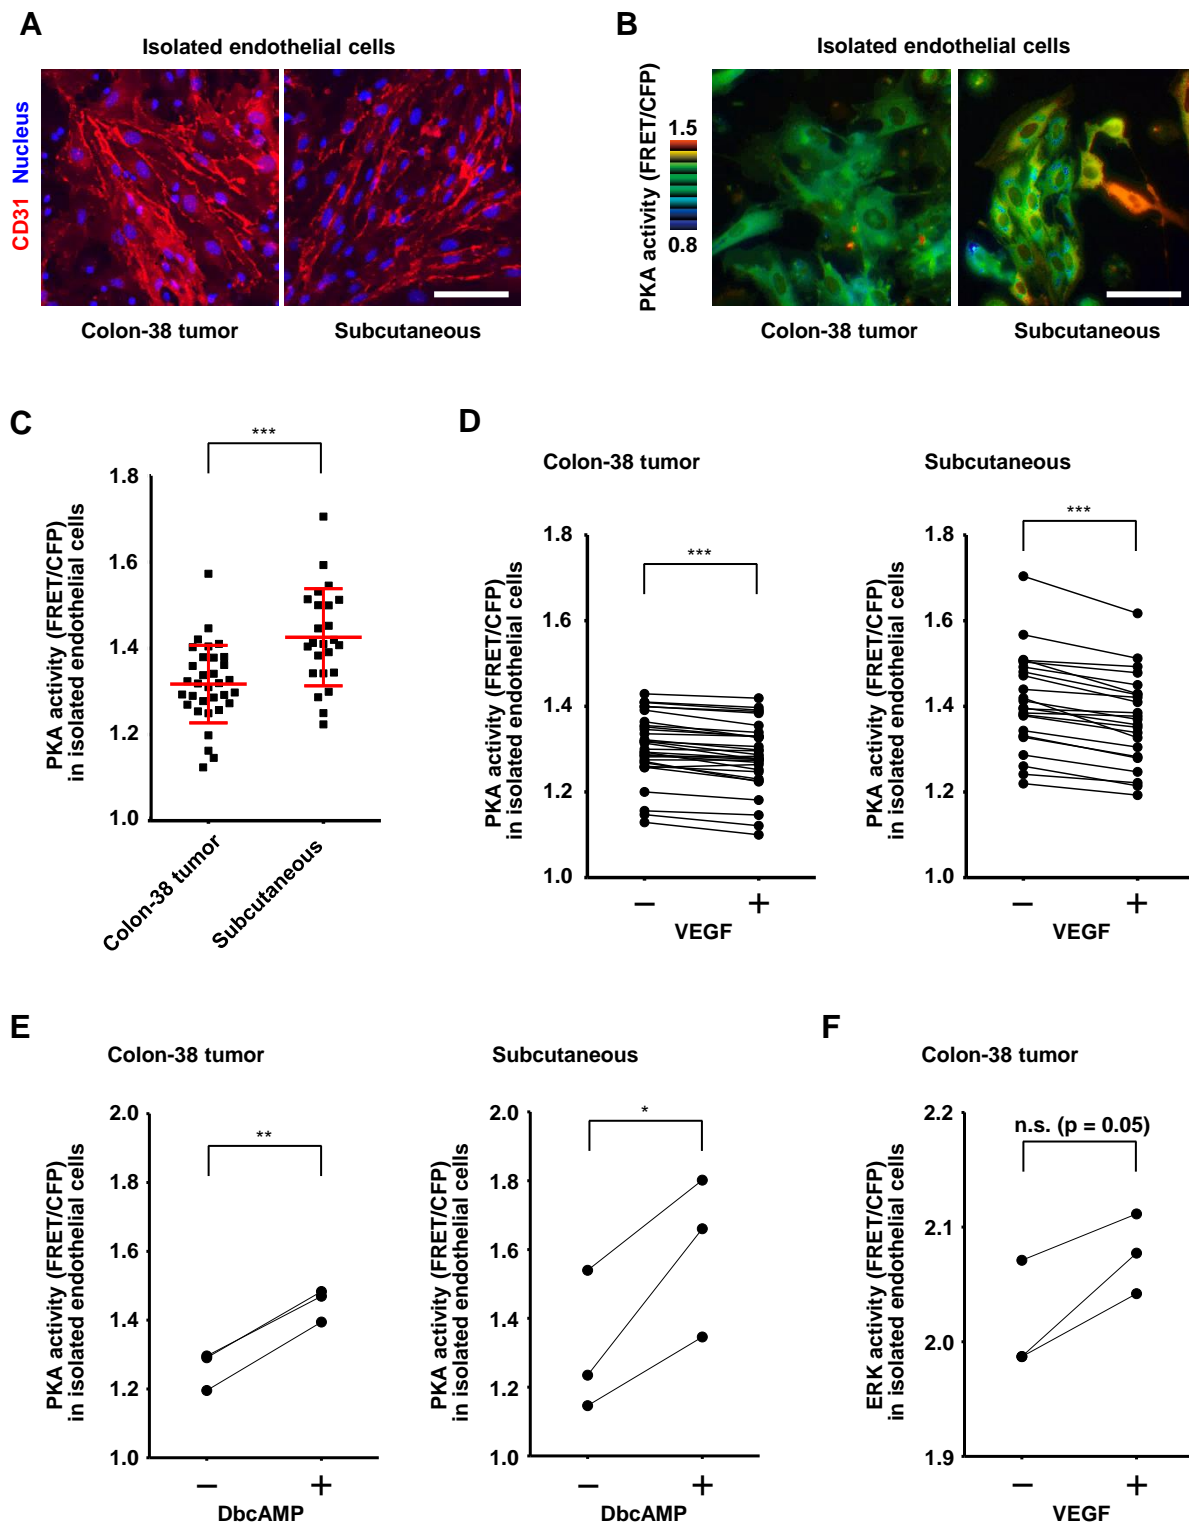 A
Isolated endothelial cells
CD31 Nucleus
Colon-38 tumor
Subcutaneous
B
Isolated endothelial cells
PKA activity (FRET/CFP)
1.5
0.8
Colon-38 tumor
Subcutaneous
C
***
PKA activity (FRET/CFP)
in isolated endothelial cells
1.8
1.6
1.4
1.2
1.0
Colon-38 tumor
Subcutaneous
D
Colon-38 tumor
***
PKA activity (FRET/CFP)
in isolated endothelial cells
1.8
1.6
1.4
1.2
1.0
− +
VEGF
Subcutaneous
***
PKA activity (FRET/CFP)
in isolated endothelial cells
1.8
1.6
1.4
1.2
1.0
− +
VEGF
E
Colon-38 tumor
**
PKA activity (FRET/CFP)
in isolated endothelial cells
2.0
1.8
1.6
1.4
1.2
1.0
− +
DbcAMP
Subcutaneous
*
PKA activity (FRET/CFP)
in isolated endothelial cells
2.0
1.8
1.6
1.4
1.2
1.0
− +
DbcAMP
F
Colon-38 tumor
n.s. (p = 0.05)
ERK activity (FRET/CFP)
in isolated endothelial cells
2.2
2.1
2.0
1.9
− +
VEGF